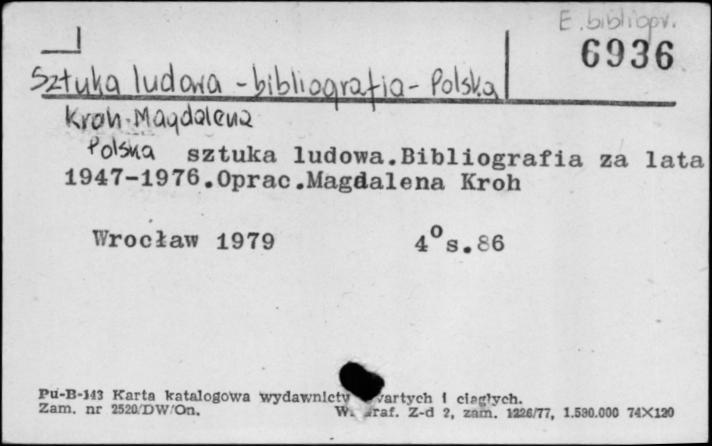 E. bibliogr.
6936
Sztuka ludowa - bibliografia - Polska
Kroh Magdalena
Polska sztuka ludowa.Bibliografia za lata
1947-1976.Oprac.Magdalena Kroh
Wrocław 1979 4° s.86
Pu-B-143 Karta katalogowa wydawnictw ciągłych.
Zam. nr 2520/DW/On. W. Graf. Z-d 2, zam. 1226/77, 1.590.000 74X120